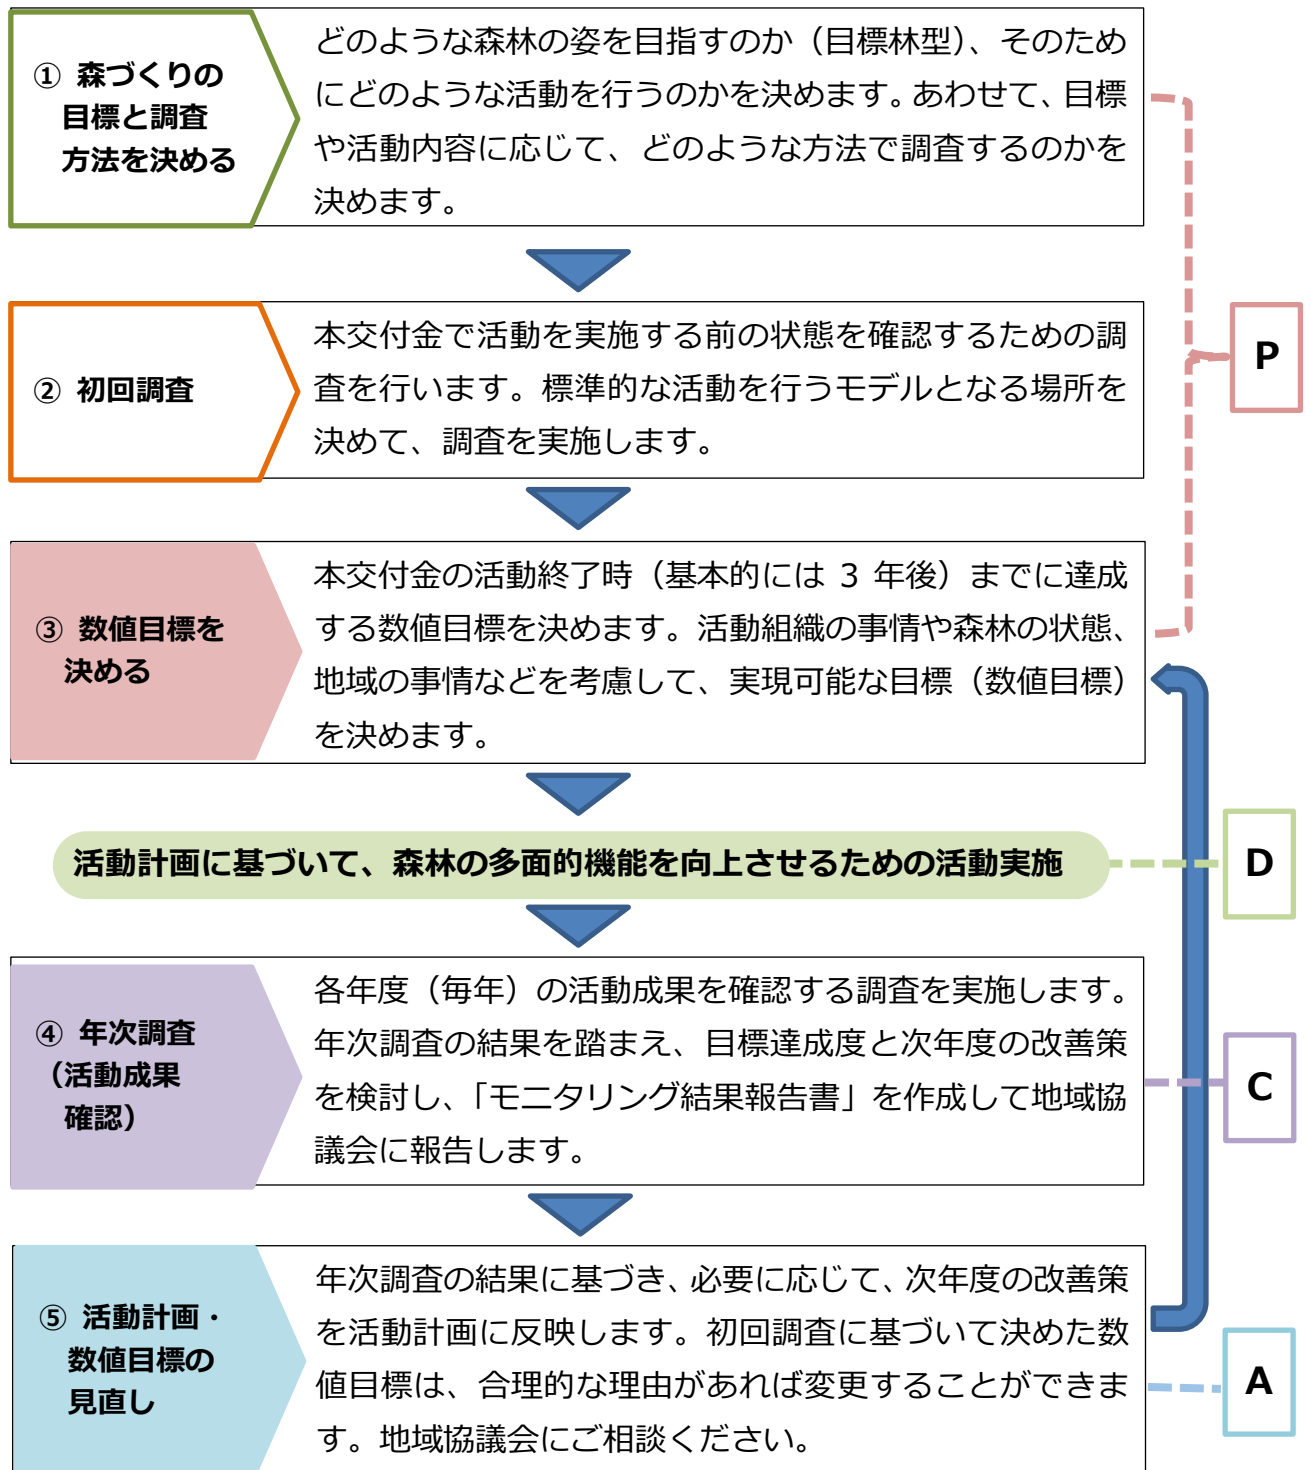 ① 森づくりの
目標と調査
方法を決める
どのような森林の姿を目指すのか（目標林型）、そのため
にどのような活動を行うのかを決めます。あわせて、目標
や活動内容に応じて、どのような方法で調査するのかを
決めます。
② 初回調査
本交付金で活動を実施する前の状態を確認するための調
査を行います。標準的な活動を行うモデルとなる場所を
決めて、調査を実施します。
P
③ 数値目標を
決める
本交付金の活動終了時（基本的には 3 年後）までに達成
する数値目標を決めます。活動組織の事情や森林の状態、
地域の事情などを考慮して、実現可能な目標（数値目標）
を決めます。
活動計画に基づいて、森林の多面的機能を向上させるための活動実施
D
④ 年次調査
（活動成果
確認）
各年度（毎年）の活動成果を確認する調査を実施します。
年次調査の結果を踏まえ、目標達成度と次年度の改善策
を検討し、「モニタリング結果報告書」を作成して地域協
議会に報告します。
C
⑤ 活動計画・
数値目標の
見直し
年次調査の結果に基づき、必要に応じて、次年度の改善策
を活動計画に反映します。初回調査に基づいて決めた数
値目標は、合理的な理由があれば変更することができま
す。地域協議会にご相談ください。
A